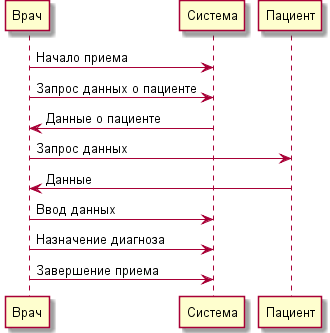 Врач Система Пациент
Начало приема
Запрос данных о пациенте
Данные о пациенте
Запрос данных
Данные
Ввод данных
Назначение диагноза
Завершение приема
Врач Система Пациент